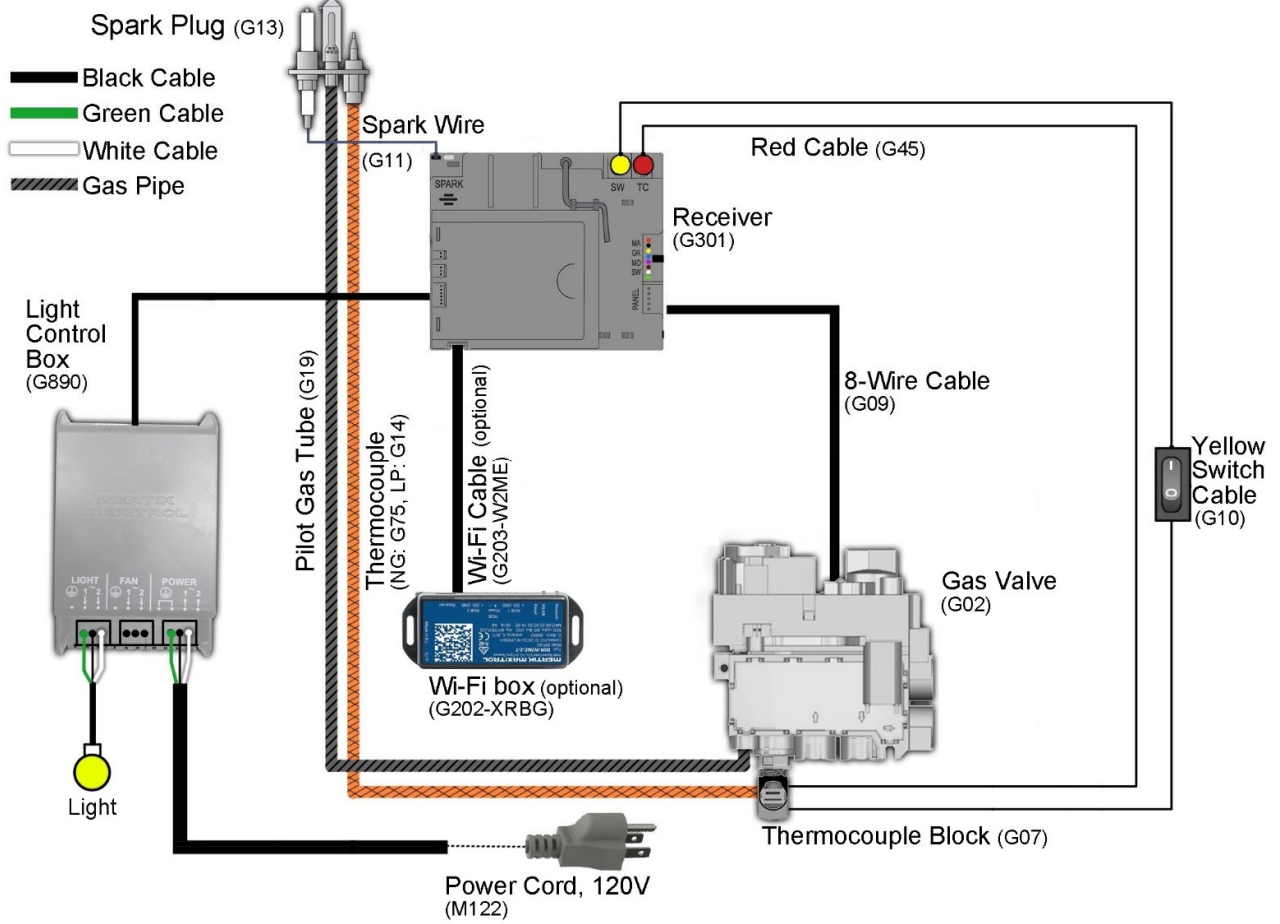 Spark Plug (G13)
Black Cable
Green Cable
White Cable
Gas Pipe
Spark Wire
(G11)
Red Cable (G45)
SPARK
SW TC
Receiver
(G301)
MA
GR
MO
SW
PANEL
Light
Control
Box
(G890)
Pilot Gas Tube (G19)
Thermocouple
(NG: G75, LP: G14)
Wi-Fi Cable (optional)
(G203-W2ME)
8-Wire Cable
(G09)
Yellow
Switch
Cable
(G10)
I
O
MERTIK
MAXITROL
LIGHT FAN POWER
1 ~ 2 1 ~ 2 1 ~ 2
MERTIK MAXITROL
Wi-Fi box (optional)
(G202-XRBG)
Gas Valve
(G02)
Light
Thermocouple Block (G07)
Power Cord, 120V
(M122)